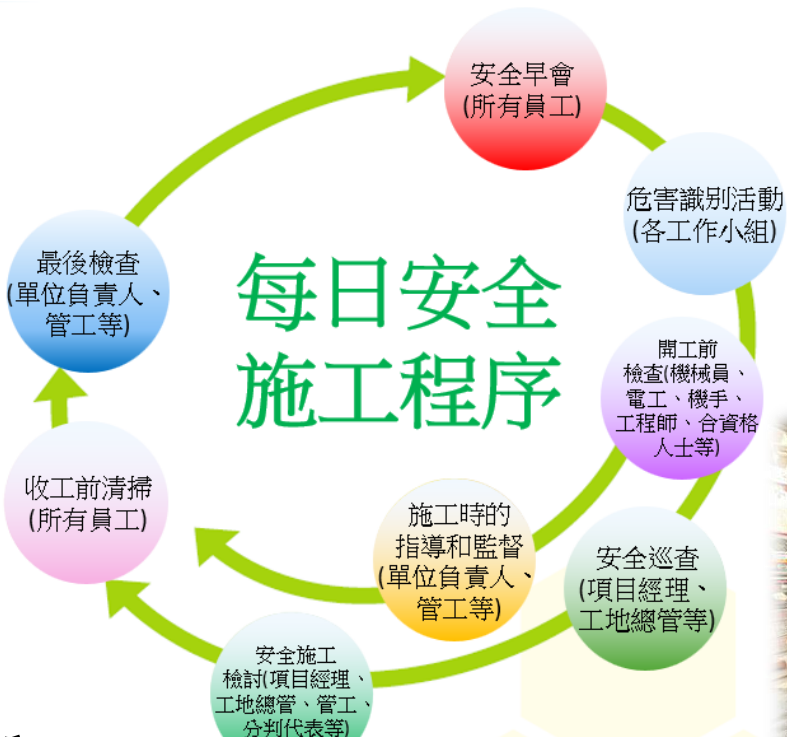 安全早會
(所有員工)
危害識別活動
(各工作小組)
開工前
檢查(機械員、
電工、機手、
工程師、合資格
人士等)
安全巡查
(項目經理、
工地總管等)
施工時的
指導和監督
(單位負責人、
管工等)
安全施工
檢討(項目經理、
工地總管、管工、
分判代表等)
收工前清掃
(所有員工)
最後檢查
(單位負責人、
管工等)
每日安全
施工程序